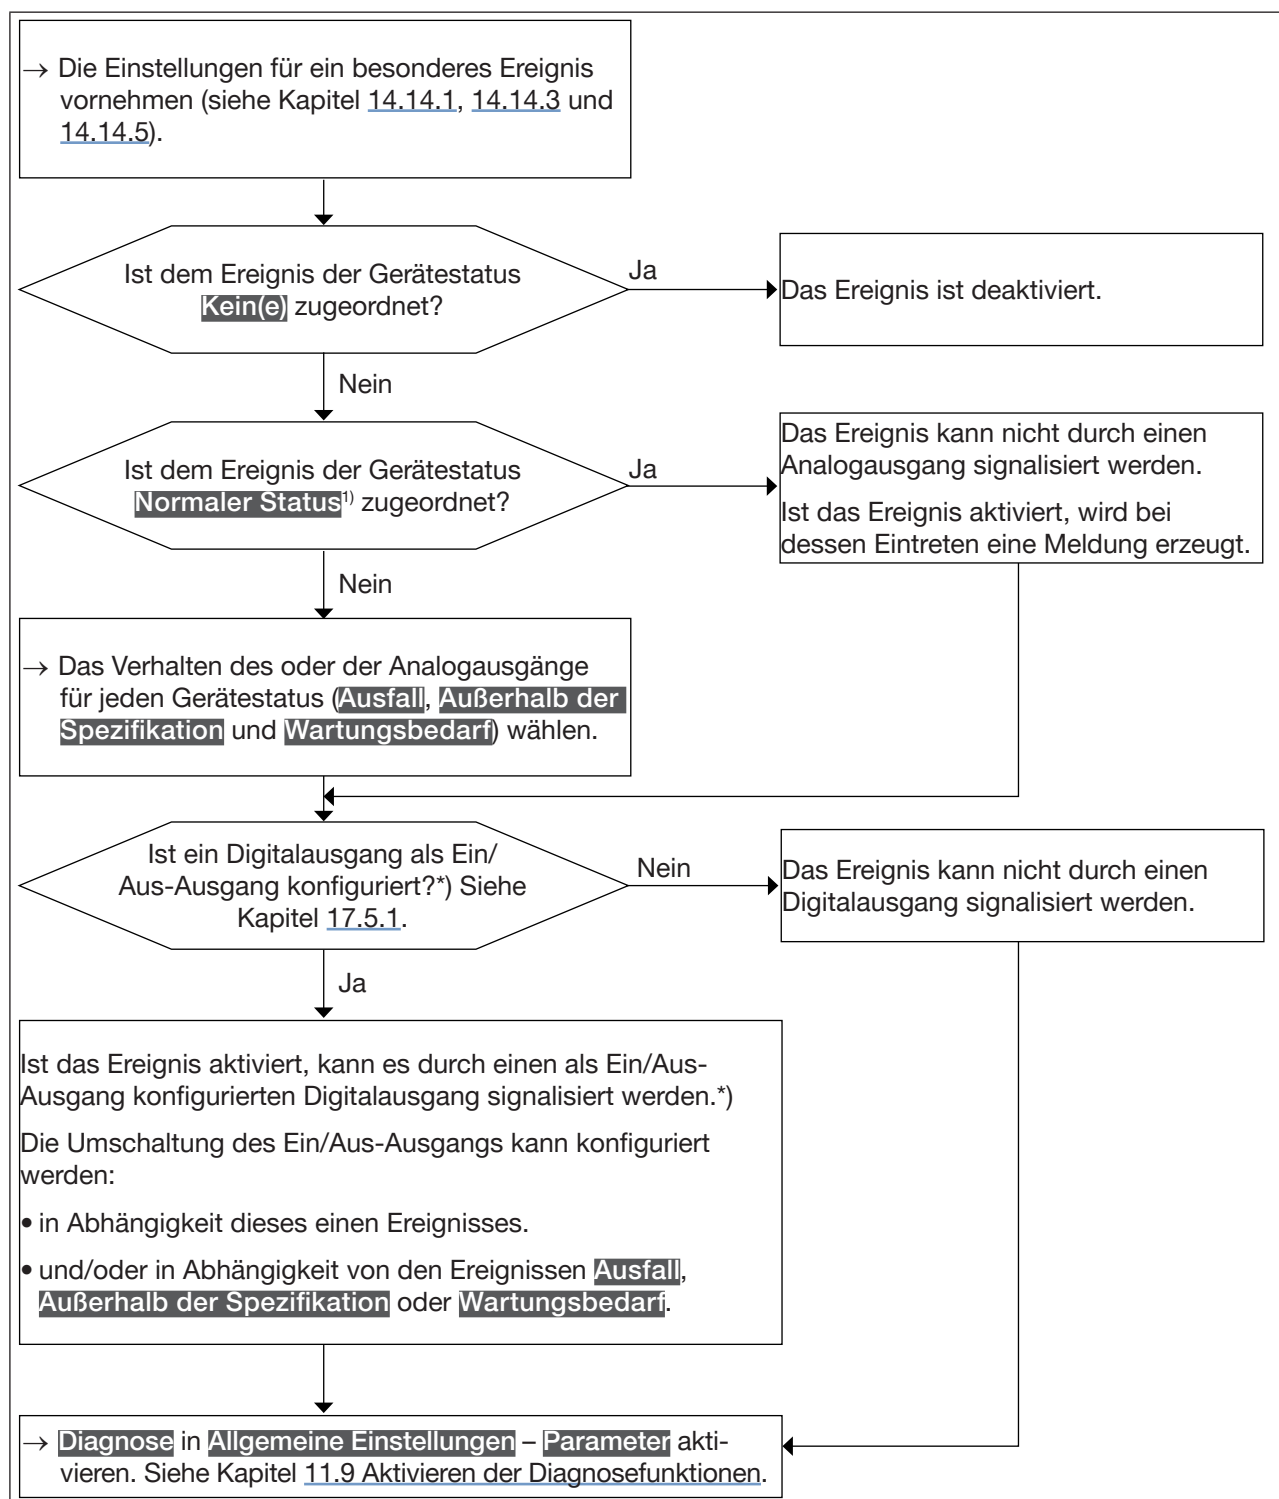 → Die Einstellungen für ein besonderes Ereignis
vornehmen (siehe Kapitel 14.14.1, 14.14.3 und
14.14.5).
Ist dem Ereignis der Gerätestatus
Kein(e) zugeordnet?
Ja
Das Ereignis ist deaktiviert.
Nein
Ist dem Ereignis der Gerätestatus
Normaler Status¹⁾ zugeordnet?
Ja
Das Ereignis kann nicht durch einen
Analogausgang signalisiert werden.
Ist das Ereignis aktiviert, wird bei
dessen Eintreten eine Meldung erzeugt.
Nein
→ Das Verhalten des oder der Analogausgänge
für jeden Gerätestatus (Ausfall, Außerhalb der
Spezifikation und Wartungsbedarf) wählen.
Ist ein Digitalausgang als Ein/
Aus-Ausgang konfiguriert?*) Siehe
Kapitel 17.5.1.
Nein
Das Ereignis kann nicht durch einen
Digitalausgang signalisiert werden.
Ja
Ist das Ereignis aktiviert, kann es durch einen als Ein/Aus-
Ausgang konfigurierten Digitalausgang signalisiert werden.*)
Die Umschaltung des Ein/Aus-Ausgangs kann konfiguriert
werden:
• in Abhängigkeit dieses einen Ereignisses.
• und/oder in Abhängigkeit von den Ereignissen Ausfall,
Außerhalb der Spezifikation oder Wartungsbedarf.
→ Diagnose in Allgemeine Einstellungen – Parameter akti-
vieren. Siehe Kapitel 11.9 Aktivieren der Diagnosefunktionen.